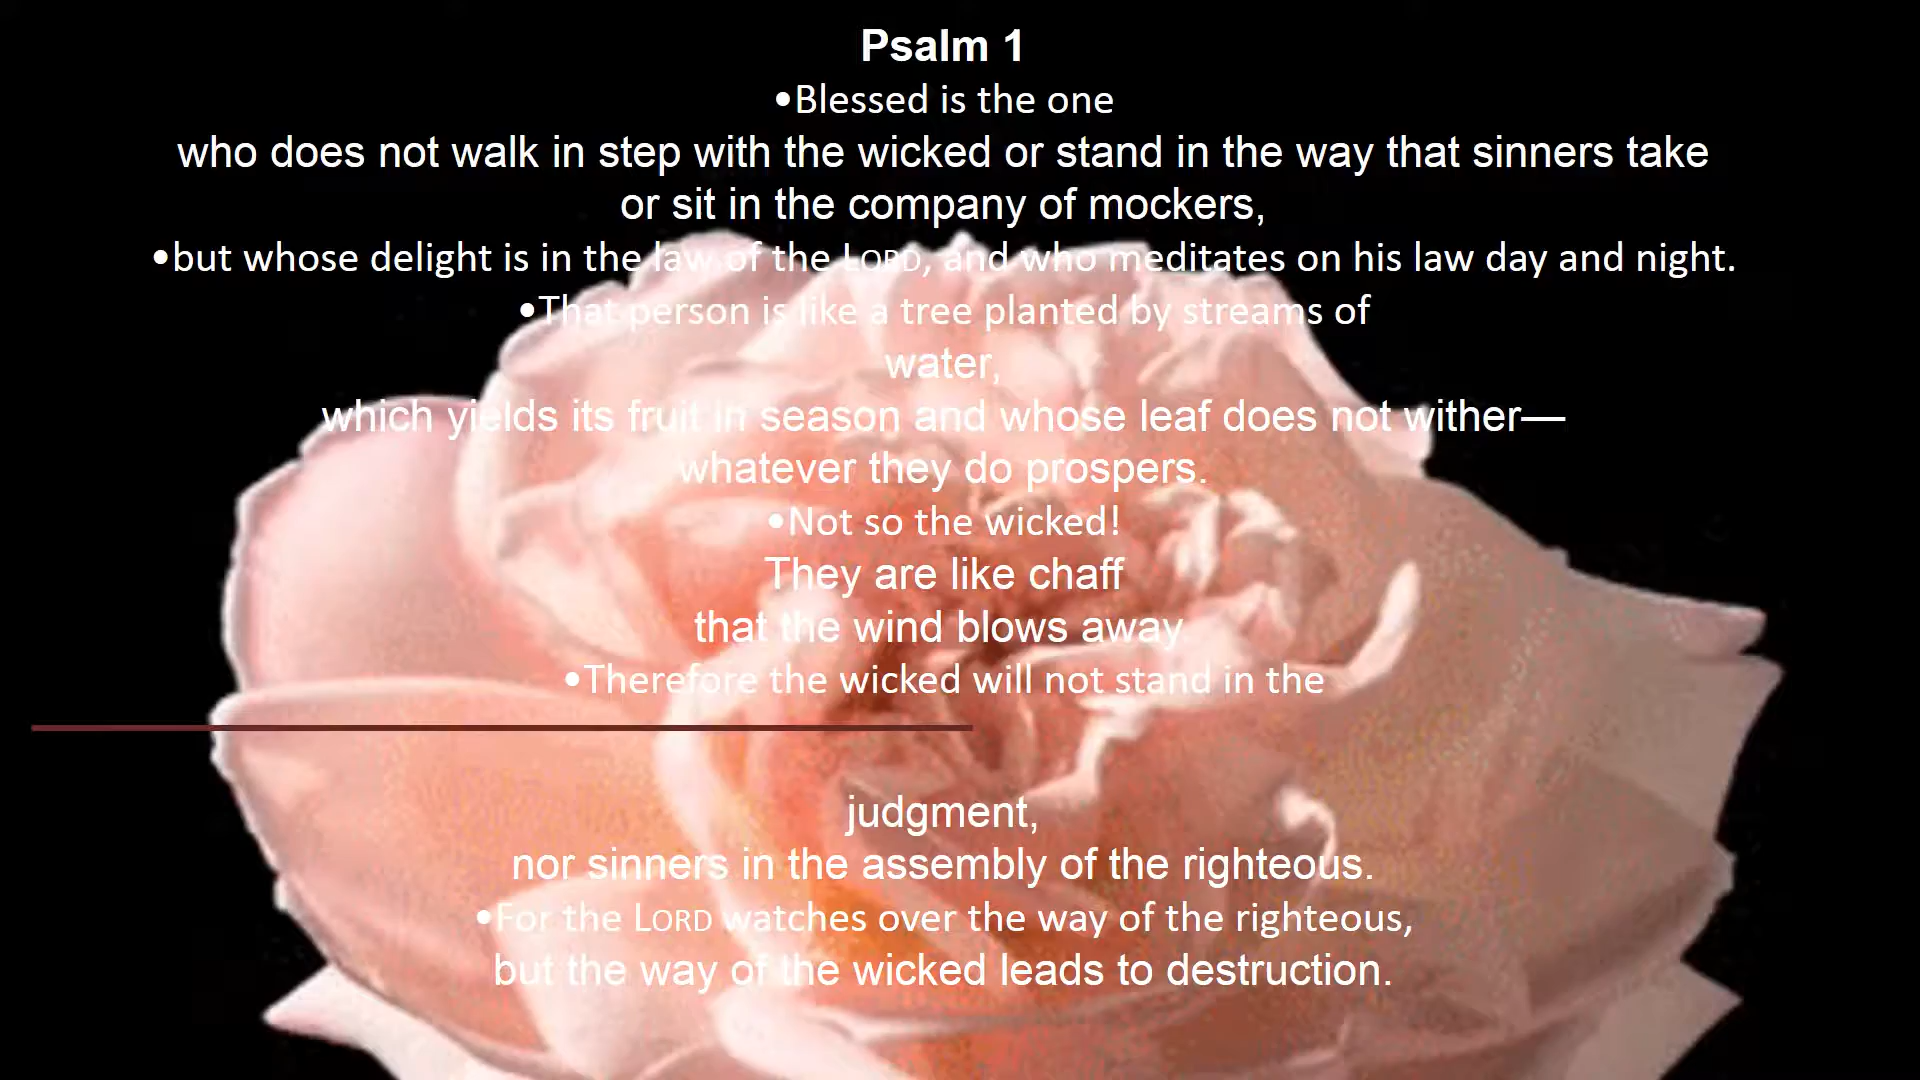 Psalm 1
•Blessed is the one
who does not walk in step with the wicked or stand in the way that sinners take
or sit in the company of mockers,
•but whose delight is in the law of the LORD, and who meditates on his law day and night.
•That person is like a tree planted by streams of
water,
which yields its fruit in season and whose leaf does not wither—
whatever they do prospers.
•Not so the wicked!
They are like chaff
that the wind blows away.
•Therefore the wicked will not stand in the
judgment,
nor sinners in the assembly of the righteous.
•For the LORD watches over the way of the righteous,
but the way of the wicked leads to destruction.